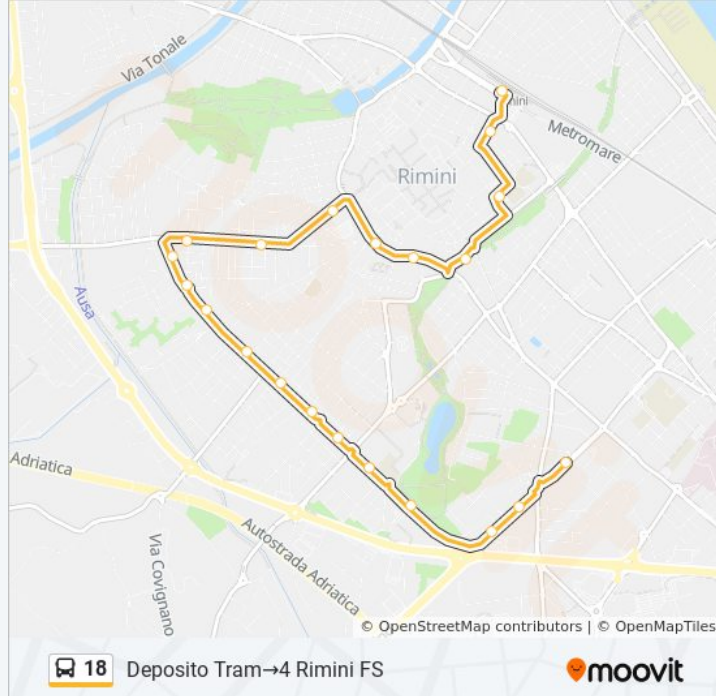 Via Tonale
Metromare
Rimini
Ausa
Adriatica
Autostrada Adriatica
Via Covignano
© OpenStreetMap contributors | © OpenMapTiles
18 Deposito Tram→4 Rimini FS
moovit